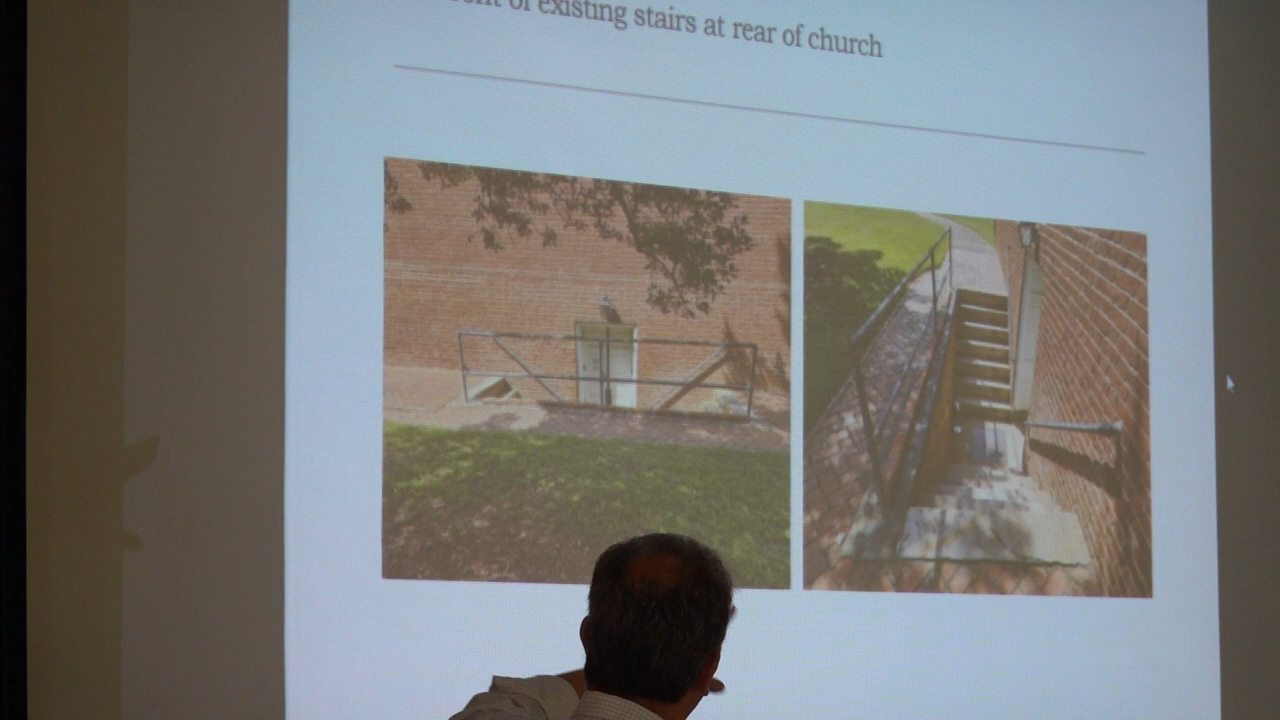 of existing stairs at rear of church